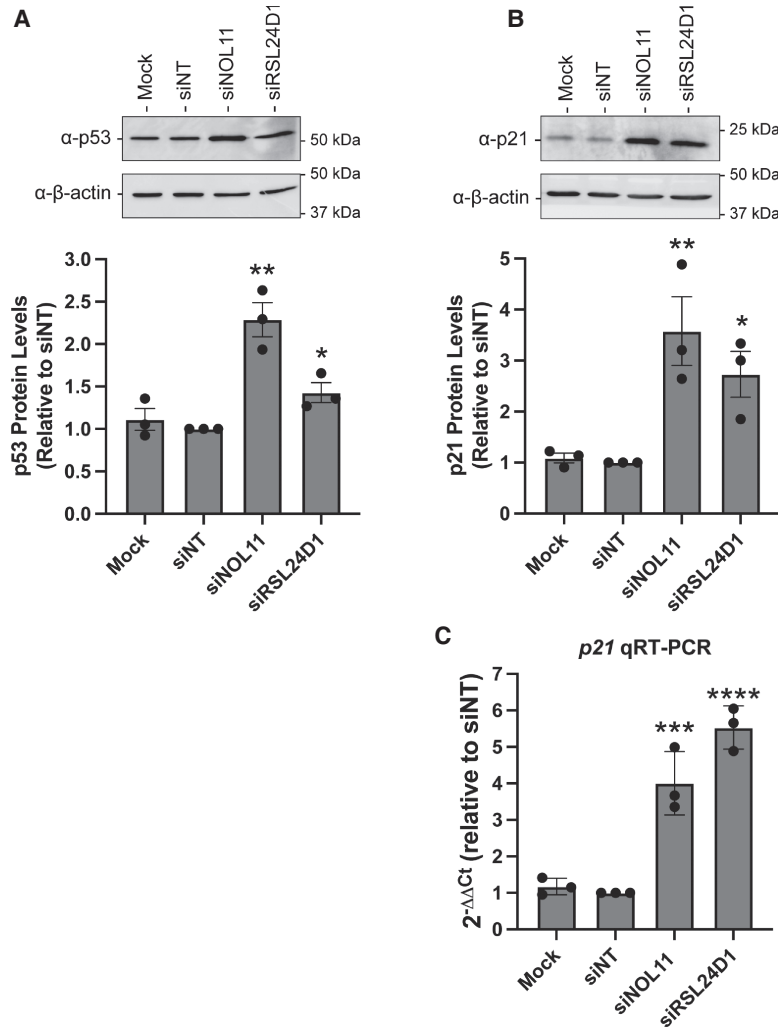 A
Mock
siNT
siNOL11
siRSL24D1
α-p53
50 kDa
α-β-actin
50 kDa
37 kDa
p53 Protein Levels
(Relative to siNT)
3.0
2.5
2.0
1.5
1.0
0.5
0.0
**
*
Mock
siNT
siNOL11
siRSL24D1
B
Mock
siNT
siNOL11
siRSL24D1
α-p21
25 kDa
α-β-actin
50 kDa
37 kDa
p21 Protein Levels
(Relative to siNT)
5
4
3
2
1
0
**
*
Mock
siNT
siNOL11
siRSL24D1
C
p21 qRT-PCR
2-ΔΔCt (relative to siNT)
7
6
5
4
3
2
1
0
***
****
Mock
siNT
siNOL11
siRSL24D1